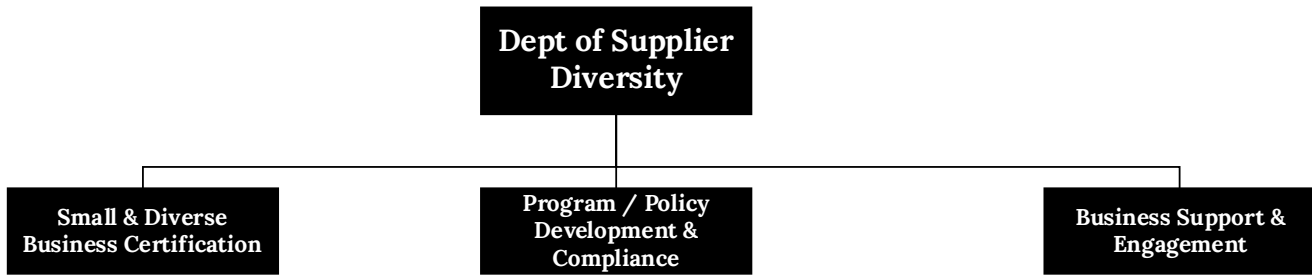 Dept of Supplier
Diversity
Small & Diverse
Business Certification
Program / Policy
Development &
Compliance
Business Support &
Engagement